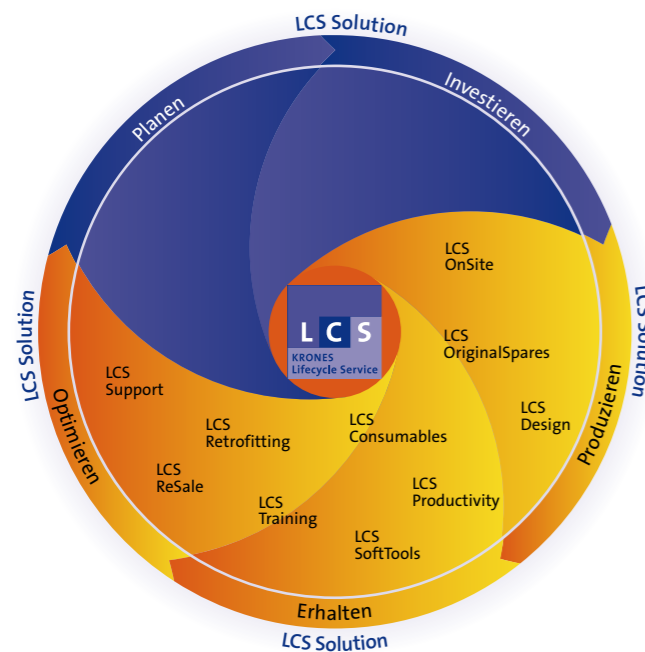 LCS Solution
Planen
Investieren
LCS
OnSite
LCS Solution
LCS Solution
L C S
KRONES
Lifecycle Service
LCS
OriginalSpares
LCS
Support
LCS
Design
Produzieren
Optimieren
LCS
Retrofitting
LCS
Consumables
LCS
ReSale
LCS
Productivity
LCS
Training
LCS
SoftTools
Erhalten
LCS Solution